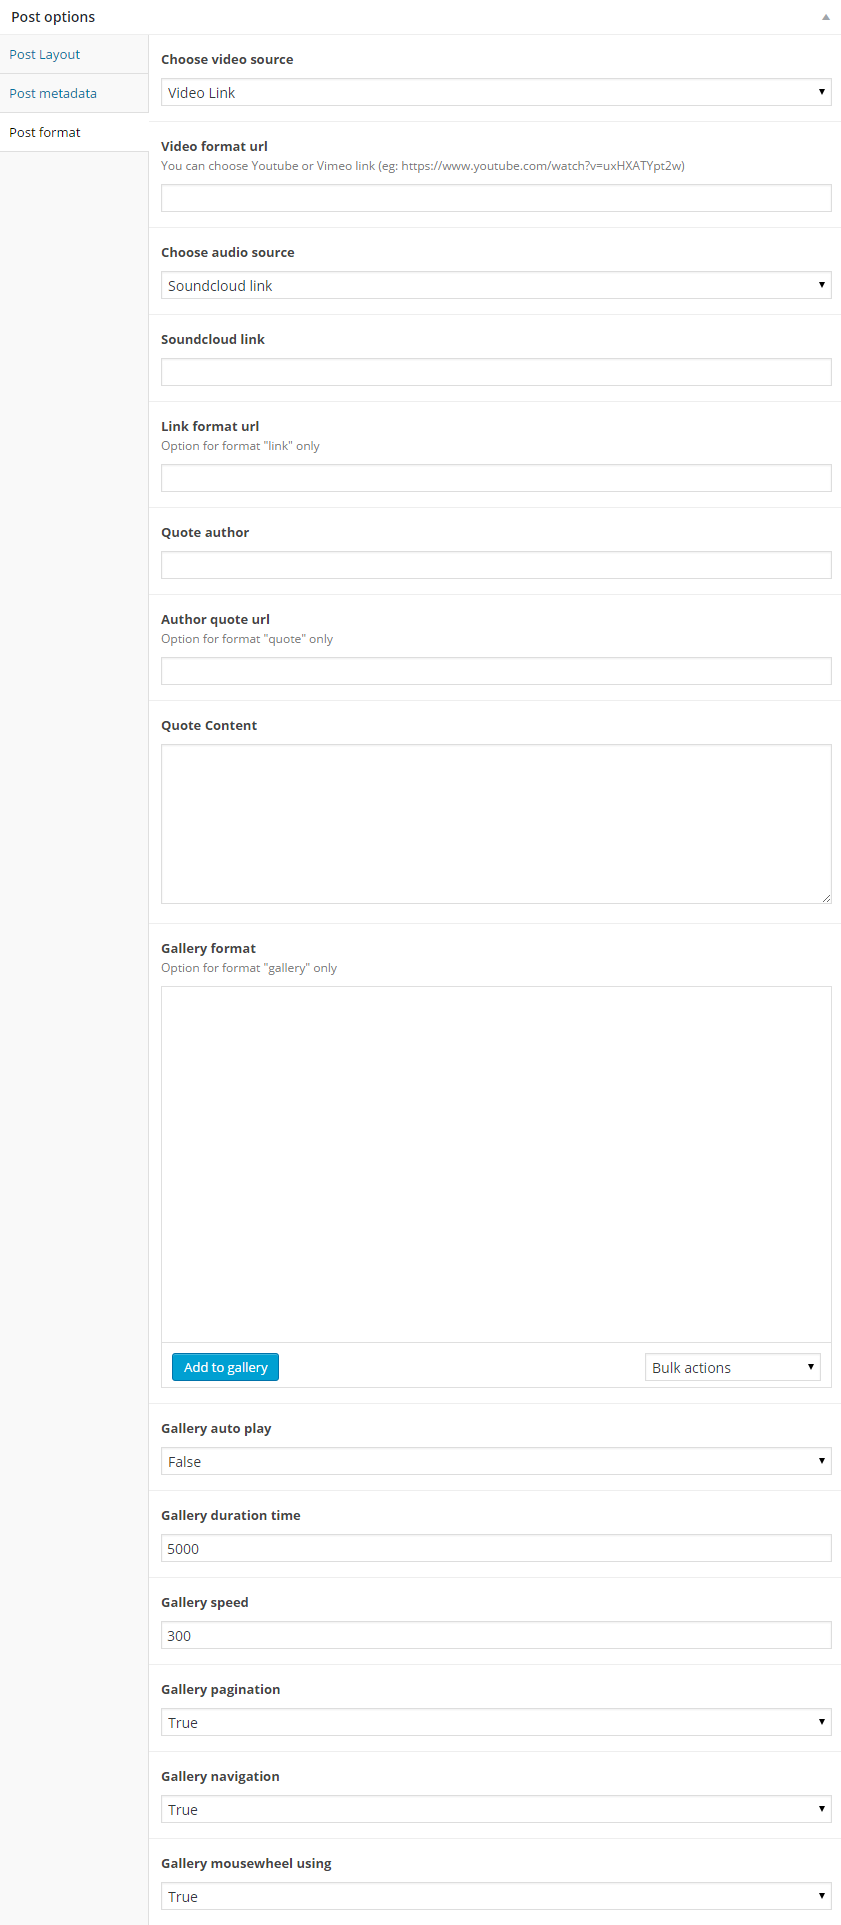 Post options
Post Layout
Post metadata
Post format
Choose video source
Video Link
Video format url
You can choose Youtube or Vimeo link (eg: https://www.youtube.com/watch?v=uxHXATYpt2w)
Choose audio source
Soundcloud link
Soundcloud link
Link format url
Option for format "link" only
Quote author
Author quote url
Option for format "quote" only
Quote Content
Gallery format
Option for format "gallery" only
Add to gallery
Bulk actions
Gallery auto play
False
Gallery duration time
5000
Gallery speed
300
Gallery pagination
True
Gallery navigation
True
Gallery mousewheel using
True